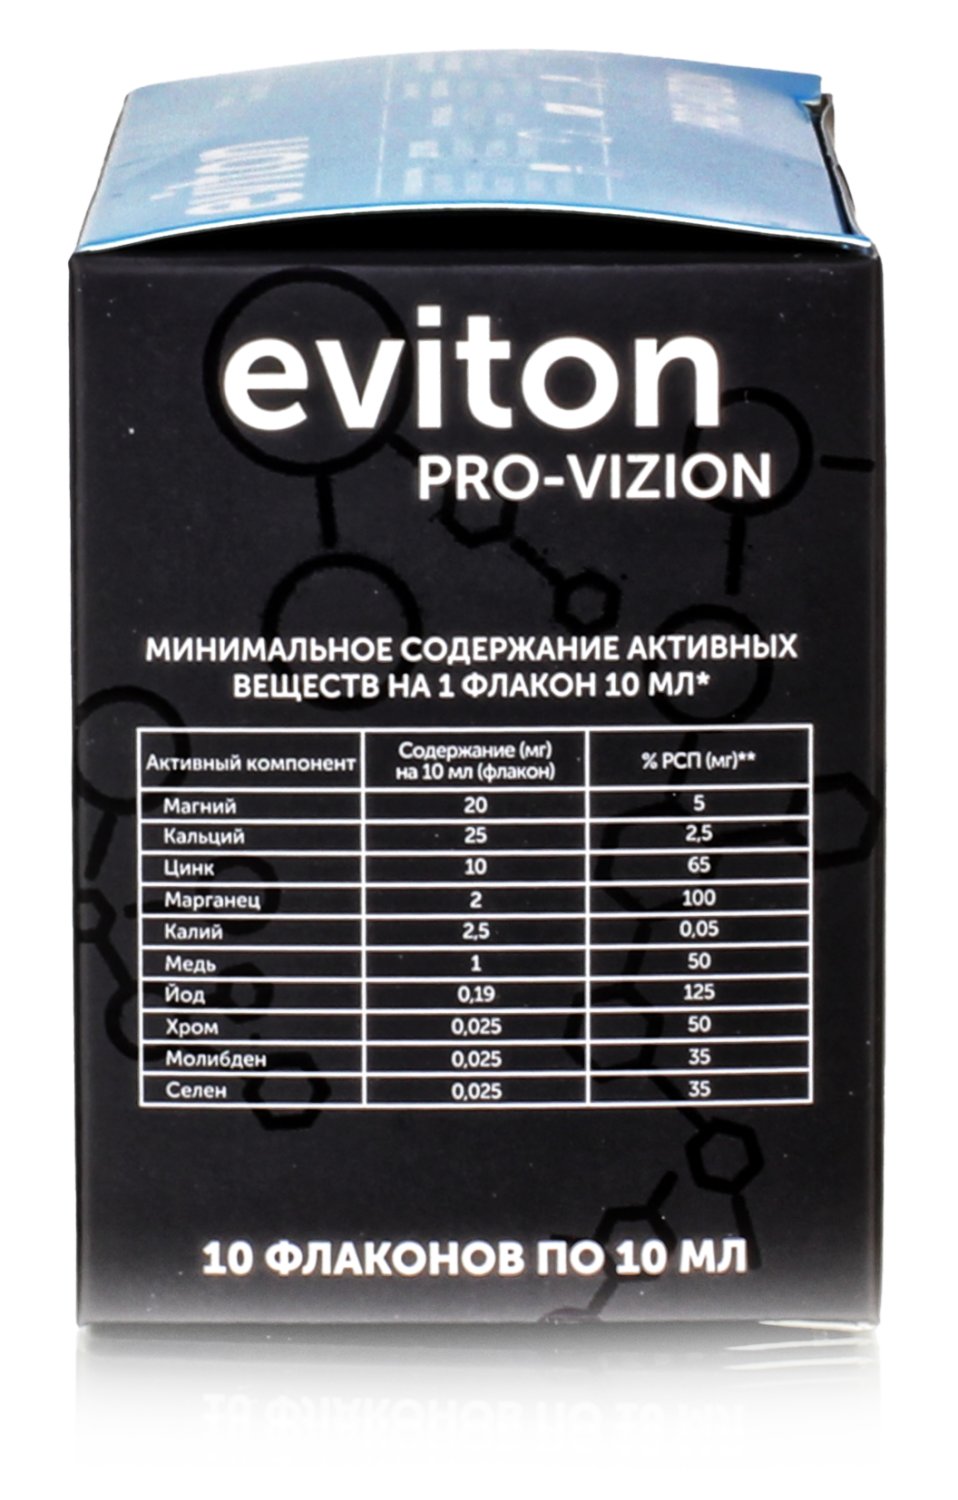 eviton
eviton
PRO-VIZION
МИНИМАЛЬНОЕ СОДЕРЖАНИЕ АКТИВНЫХ
ВЕЩЕСТВ НА 1 ФЛАКОН 10 МЛ*
Активный компонент Содержание (мг) на 10 мл (флакон) % РСП (мг)**
Магний 20 5
Кальций 25 2,5
Цинк 10 65
Марганец 2 100
Калий 2,5 0,05
Медь 1 50
Йод 0,19 125
Хром 0,025 50
Молибден 0,025 35
Селен 0,025 35
10 ФЛАКОНОВ ПО 10 МЛ